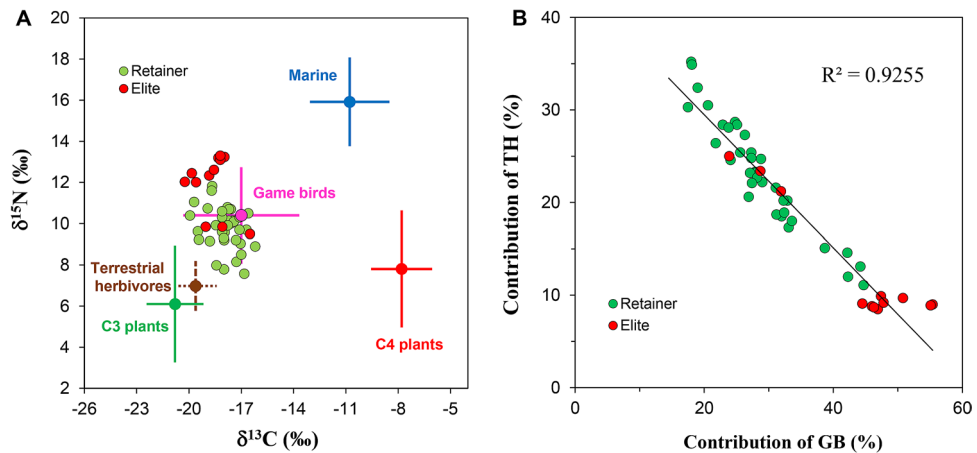 A
20
18
16
14
12
10
8
6
4
2
δ¹⁵N (‰)
Retainer
Elite
Marine
Game birds
Terrestrial
herbivores
C3 plants
C4 plants
-26 -23 -20 -17 -14 -11 -8 -5
δ¹³C (‰)
B
40
30
20
10
0
Contribution of TH (%)
R² = 0.9255
Retainer
Elite
0 20 40 60
Contribution of GB (%)